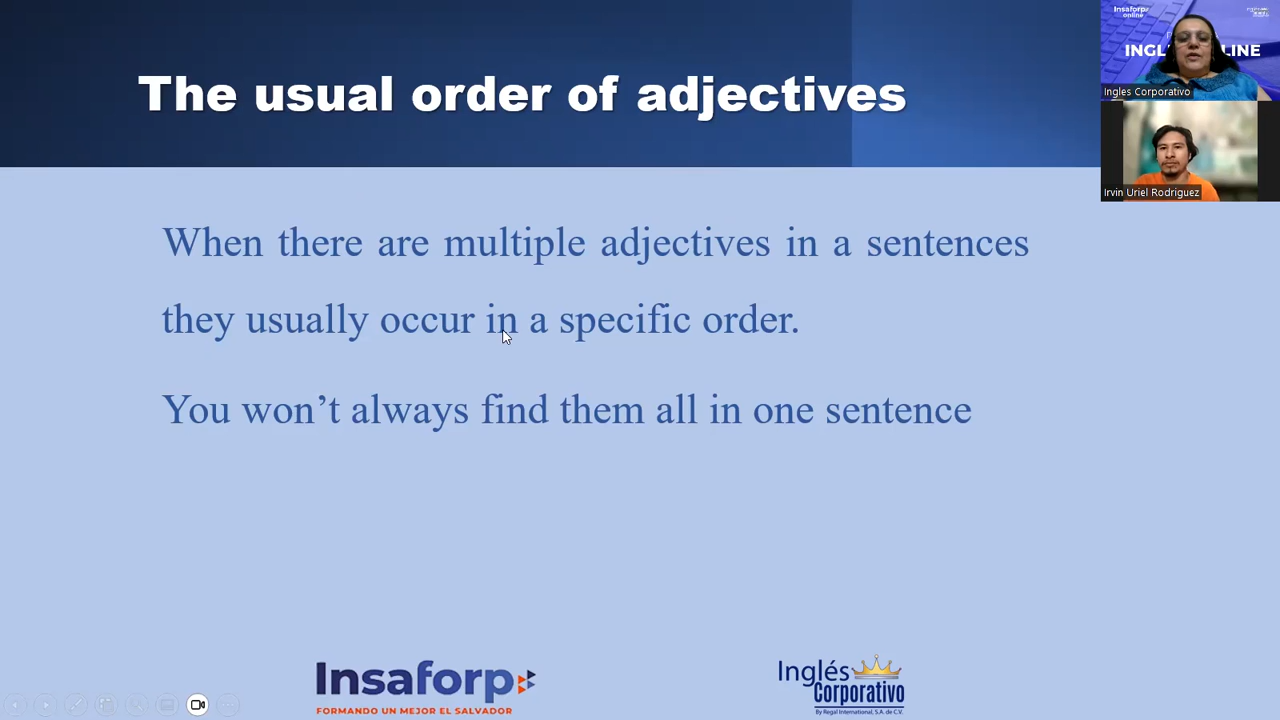 The usual order of adjectives
When there are multiple adjectives in a sentences
they usually occur in a specific order.
You won’t always find them all in one sentence
Insaforp
FORMANDO UN MEJOR EL SALVADOR
Inglés
Corporativo
By Regal International, S.A. de C.V.
Insaforp
online
Ingles Corporativo
Irvin Uriel Rodriguez